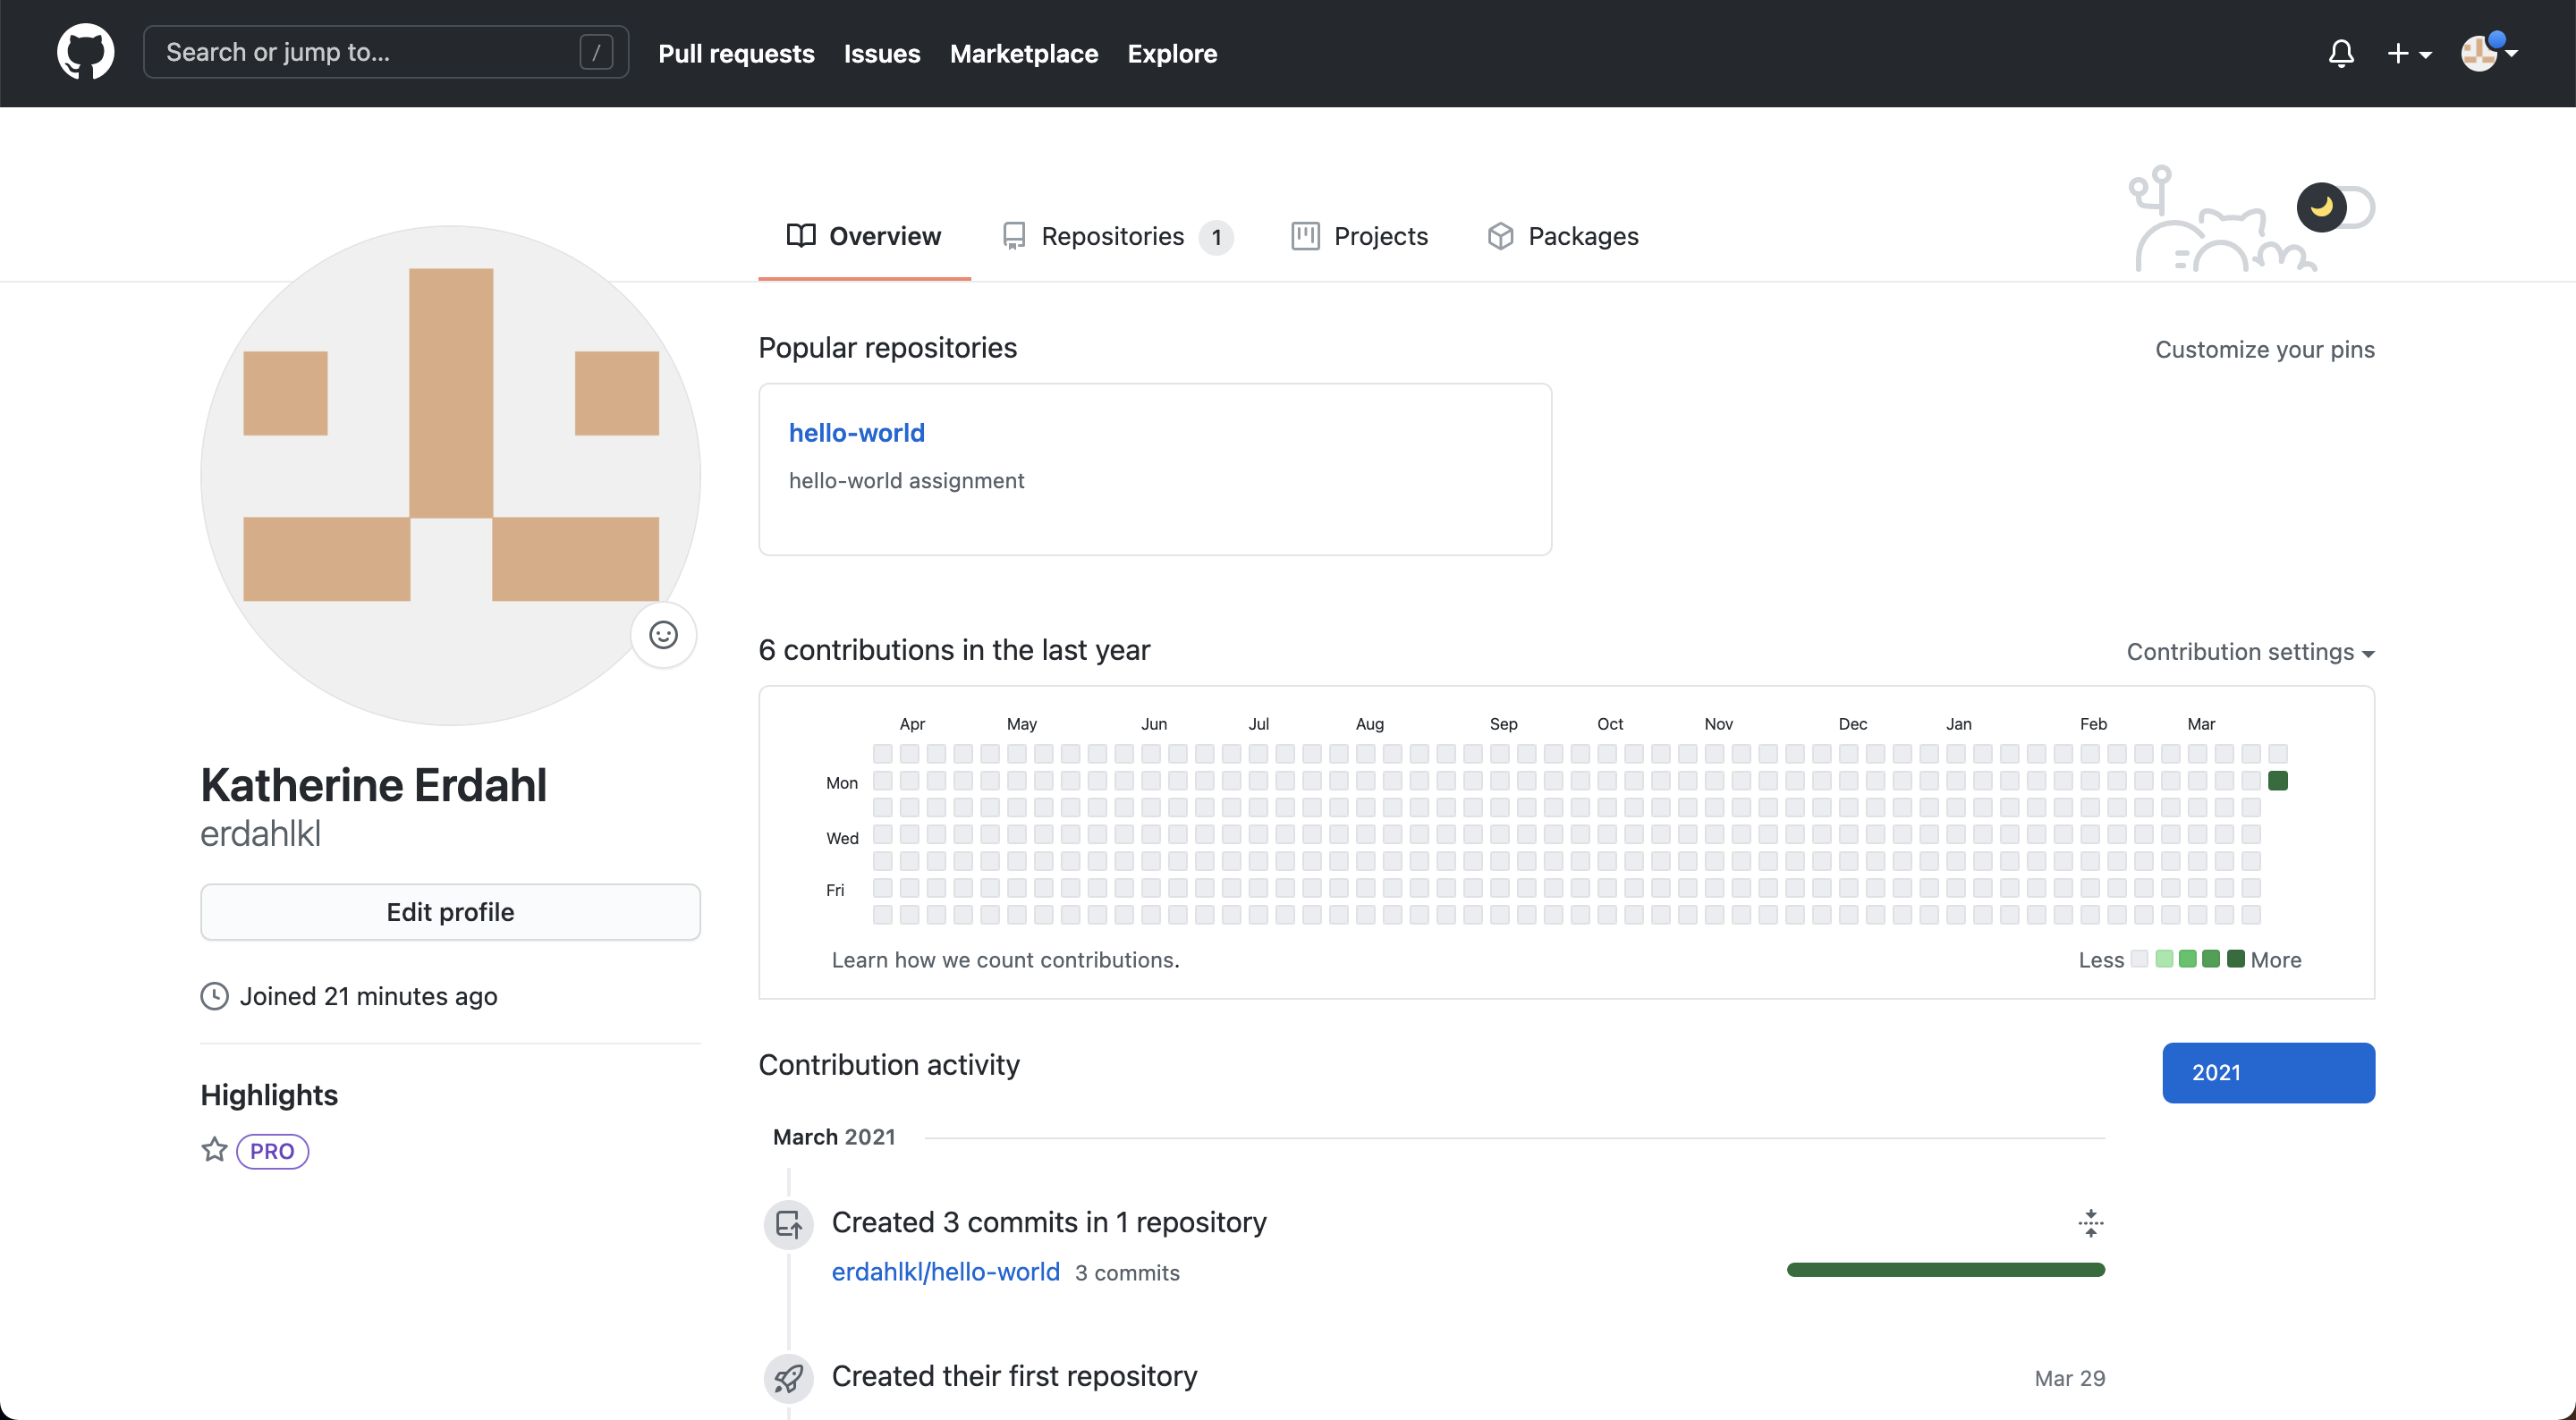 Search or jump to... /
Pull requests Issues Marketplace Explore
Overview Repositories 1 Projects Packages
Popular repositories
Customize your pins
hello-world
hello-world assignment
6 contributions in the last year
Contribution settings
Apr May Jun Jul Aug Sep Oct Nov Dec Jan Feb Mar
Mon
Wed
Fri
Learn how we count contributions.
Less More
Katherine Erdahl
erdahlkl
Edit profile
Joined 21 minutes ago
Highlights
PRO
Contribution activity
2021
March 2021
Created 3 commits in 1 repository
erdahlkl/hello-world 3 commits
Created their first repository
Mar 29